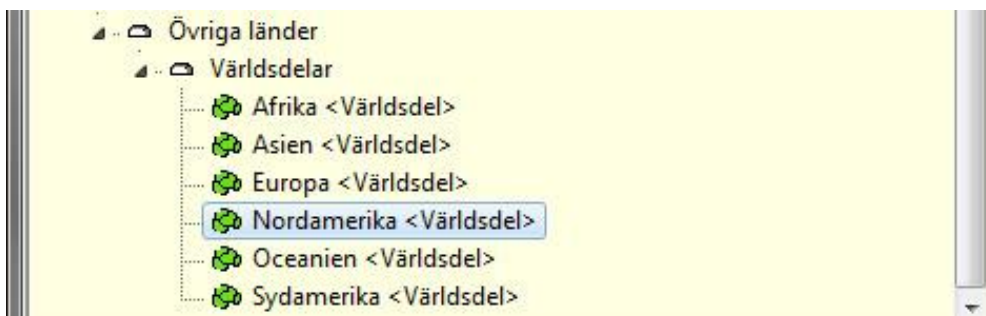 Övriga länder
Världsdelar
Afrika <Världsdel>
Asien <Världsdel>
Europa <Världsdel>
Nordamerika <Världsdel>
Oceanien <Världsdel>
Sydamerika <Världsdel>